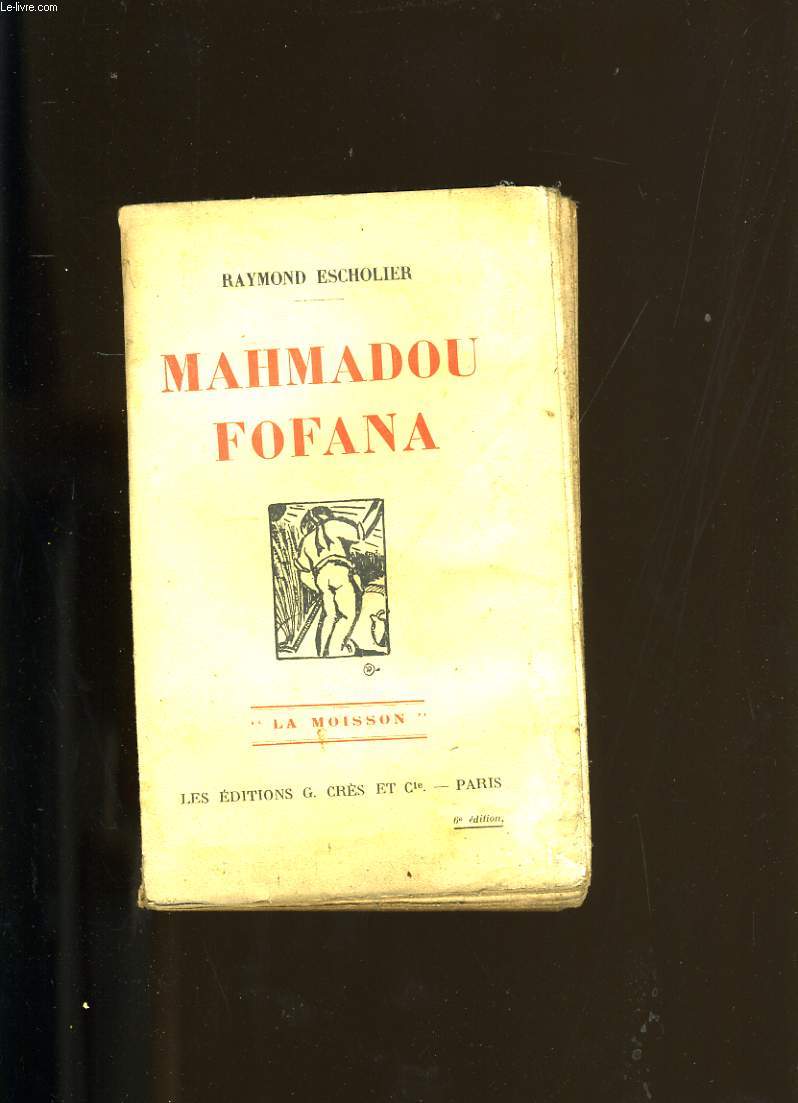 Le-livre.com
RAYMOND ESCHOLIER
MAHMADOU
FOFANA
" LA MOISSON "
LES ÉDITIONS G. CRÈS ET Cie. — PARIS
6e édition.